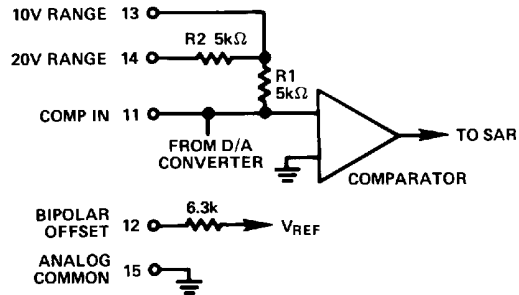 10V RANGE 13
R2 5kΩ
20V RANGE 14
R1
5kΩ
COMP IN 11
FROM D/A
CONVERTER
TO SAR
COMPARATOR
BIPOLAR
OFFSET 12
6.3k
VREF
ANALOG
COMMON 15